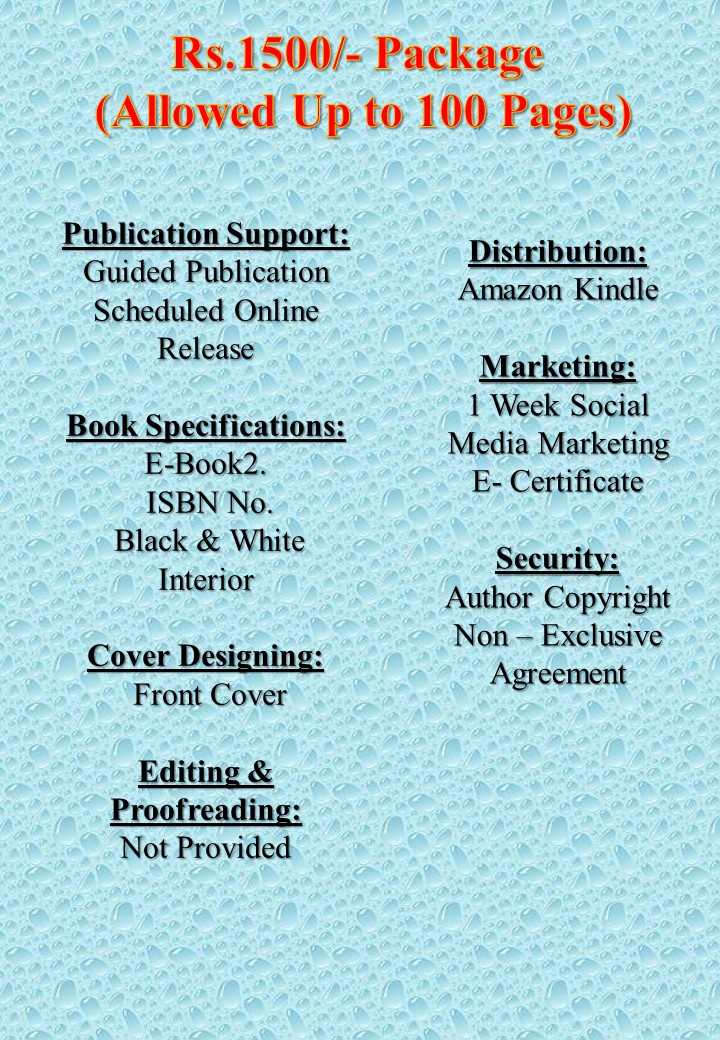 Rs.1500/- Package
(Allowed Up to 100 Pages)
Publication Support:
Guided Publication
Scheduled Online
Release
Book Specifications:
E-Book2.
ISBN No.
Black & White
Interior
Cover Designing:
Front Cover
Editing &
Proofreading:
Not Provided
Distribution:
Amazon Kindle
Marketing:
1 Week Social
Media Marketing
E- Certificate
Security:
Author Copyright
Non – Exclusive
Agreement